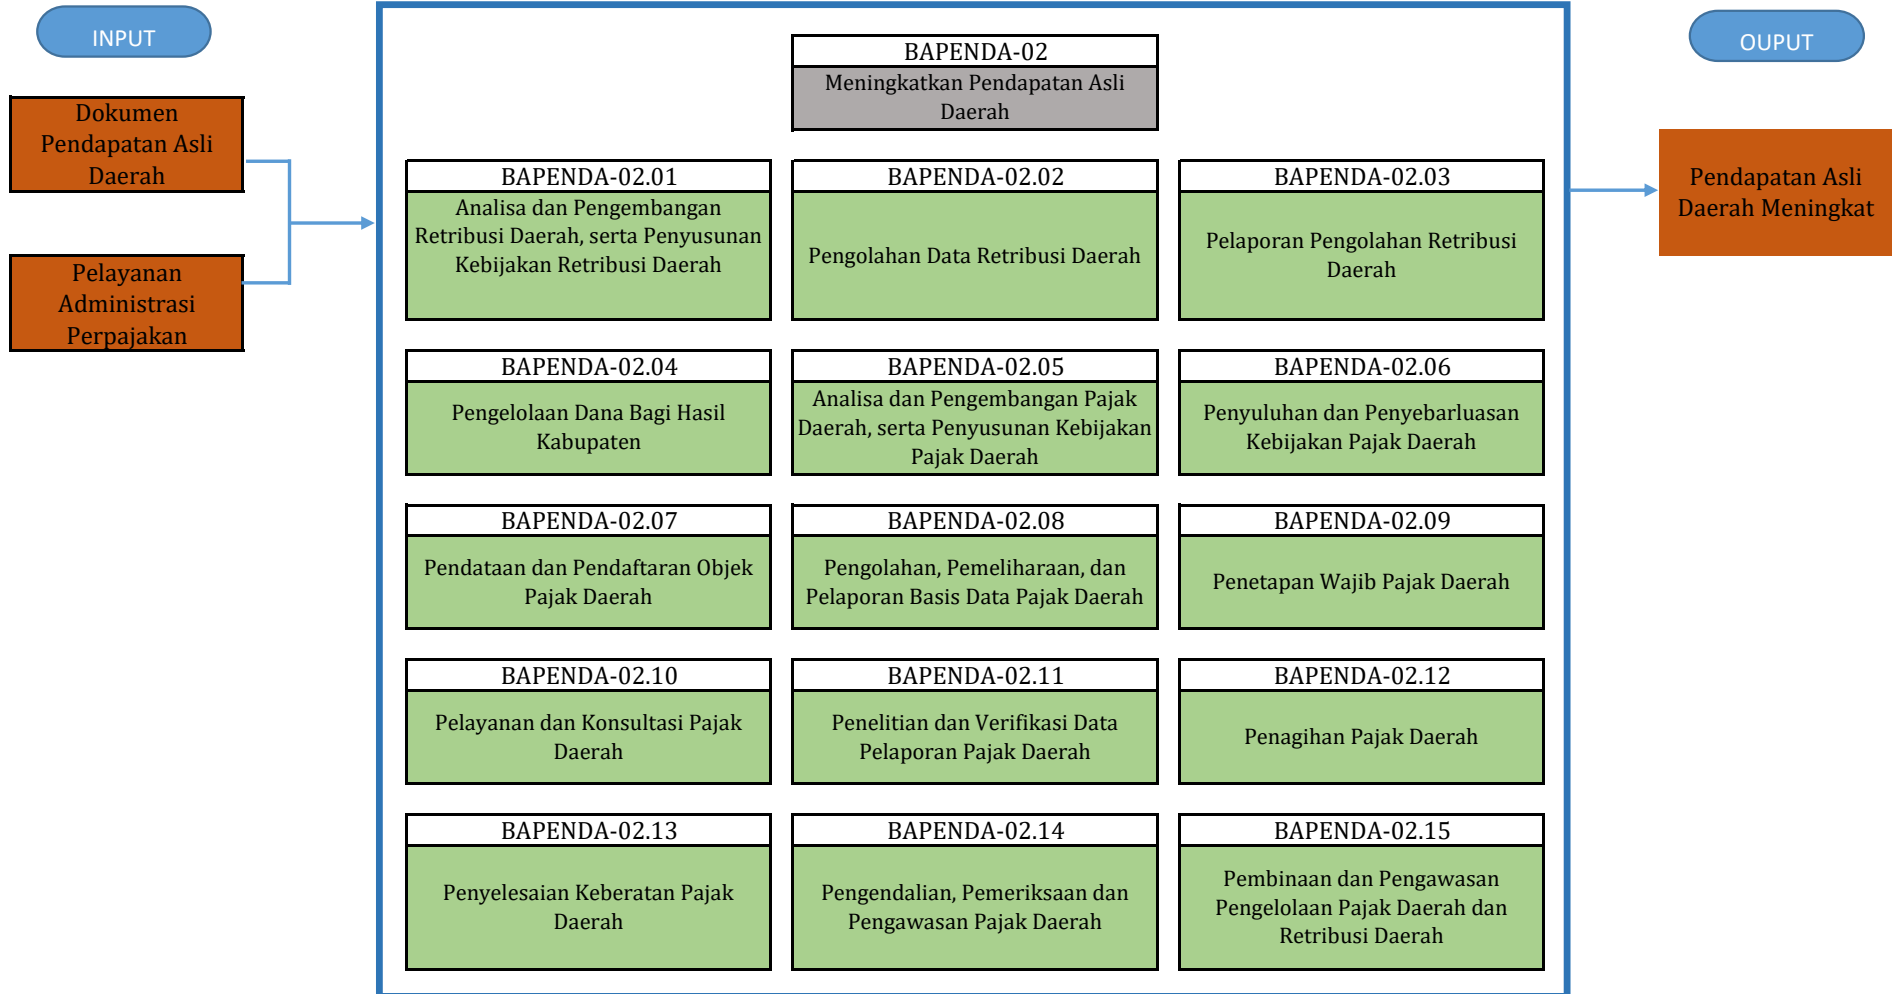 INPUT
Dokumen
Pendapatan Asli
Daerah
Pelayanan
Administrasi
Perpajakan
BAPENDA-02
Meningkatkan Pendapatan Asli
Daerah
BAPENDA-02.01
Analisa dan Pengembangan
Retribusi Daerah, serta Penyusunan
Kebijakan Retribusi Daerah
BAPENDA-02.02
Pengolahan Data Retribusi Daerah
BAPENDA-02.03
Pelaporan Pengolahan Retribusi
Daerah
BAPENDA-02.04
Pengelolaan Dana Bagi Hasil
Kabupaten
BAPENDA-02.05
Analisa dan Pengembangan Pajak
Daerah, serta Penyusunan Kebijakan
Pajak Daerah
BAPENDA-02.06
Penyuluhan dan Penyebarluasan
Kebijakan Pajak Daerah
BAPENDA-02.07
Pendataan dan Pendaftaran Objek
Pajak Daerah
BAPENDA-02.08
Pengolahan, Pemeliharaan, dan
Pelaporan Basis Data Pajak Daerah
BAPENDA-02.09
Penetapan Wajib Pajak Daerah
BAPENDA-02.10
Pelayanan dan Konsultasi Pajak
Daerah
BAPENDA-02.11
Penelitian dan Verifikasi Data
Pelaporan Pajak Daerah
BAPENDA-02.12
Penagihan Pajak Daerah
BAPENDA-02.13
Penyelesaian Keberatan Pajak
Daerah
BAPENDA-02.14
Pengendalian, Pemeriksaan dan
Pengawasan Pajak Daerah
BAPENDA-02.15
Pembinaan dan Pengawasan
Pengelolaan Pajak Daerah dan
Retribusi Daerah
OUPUT
Pendapatan Asli
Daerah Meningkat